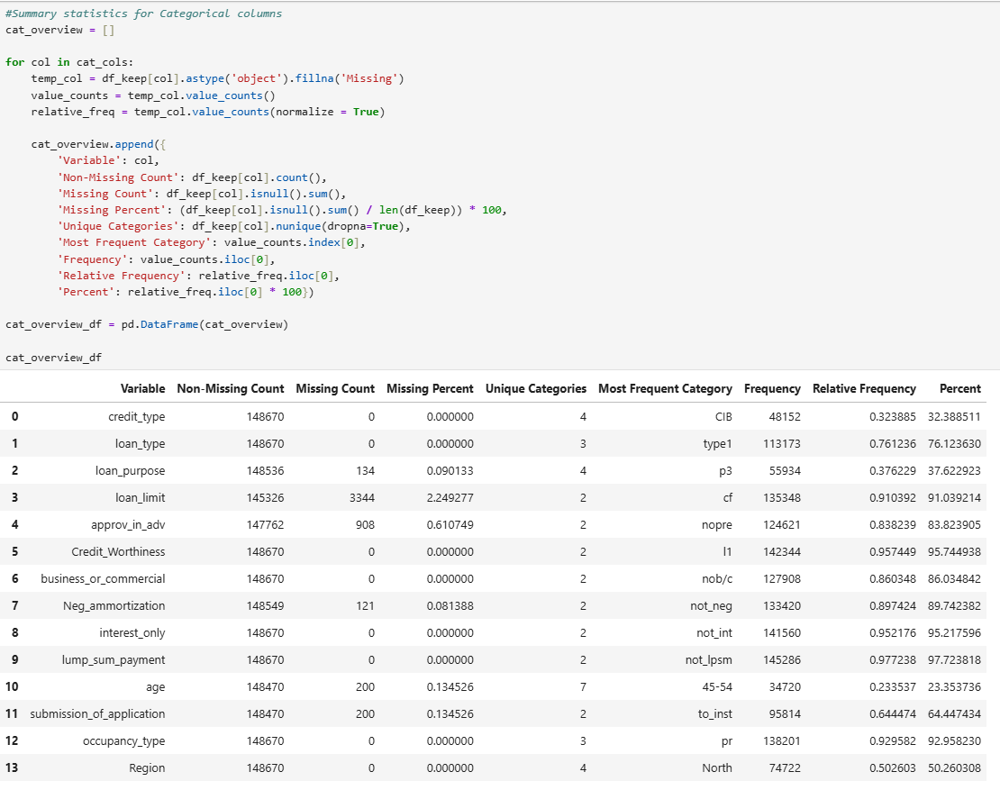 #Summary statistics for Categorical columns
cat_overview = []
for col in cat_cols:
    temp_col = df_keep[col].astype('object').fillna('Missing')
    value_counts = temp_col.value_counts()
    relative_freq = temp_col.value_counts(normalize = True)
    cat_overview.append({
        'Variable': col,
        'Non-Missing Count': df_keep[col].count(),
        'Missing Count': df_keep[col].isnull().sum(),
        'Missing Percent': (df_keep[col].isnull().sum() / len(df_keep)) * 100,
        'Unique Categories': df_keep[col].nunique(dropna=True),
        'Most Frequent Category': value_counts.index[0],
        'Frequency': value_counts.iloc[0],
        'Relative Frequency': relative_freq.iloc[0],
        'Percent': relative_freq.iloc[0] * 100})
cat_overview_df = pd.DataFrame(cat_overview)
cat_overview_df
Variable Non-Missing Count Missing Count Missing Percent Unique Categories Most Frequent Category Frequency Relative Frequency Percent
0 credit_type 148670 0 0.000000 4 CIB 48152 0.323885 32.388511
1 loan_type 148670 0 0.000000 3 type1 113173 0.761236 76.123630
2 loan_purpose 148536 134 0.090133 4 p3 55934 0.376229 37.622923
3 loan_limit 145326 3344 2.249277 2 cf 135348 0.910392 91.039214
4 approv_in_adv 147762 908 0.610749 2 nopre 124621 0.838239 83.823905
5 Credit_Worthiness 148670 0 0.000000 2 l1 142344 0.957449 95.744938
6 business_or_commercial 148670 0 0.000000 2 nob/c 127908 0.860348 86.034842
7 Neg_ammortization 148549 121 0.081388 2 not_neg 133420 0.897424 89.742382
8 interest_only 148670 0 0.000000 2 not_int 141560 0.952176 95.217596
9 lump_sum_payment 148670 0 0.000000 2 not_lpsm 145286 0.977238 97.723818
10 age 148470 200 0.134526 7 45-54 34720 0.233537 23.353736
11 submission_of_application 148470 200 0.134526 2 to_inst 95814 0.644474 64.447434
12 occupancy_type 148670 0 0.000000 3 pr 138201 0.929582 92.958230
13 Region 148670 0 0.000000 4 North 74722 0.502603 50.260308